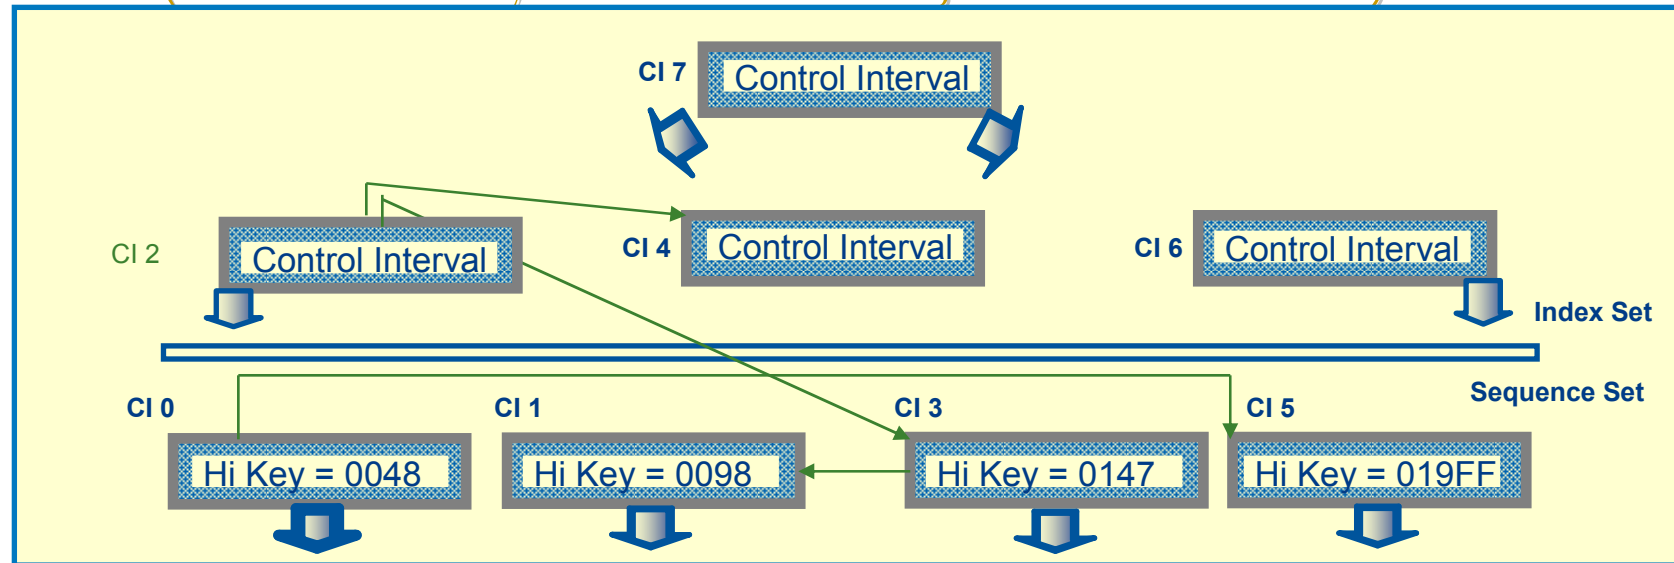 CI 7
Control Interval
CI 2
Control Interval
CI 4
Control Interval
CI 6
Control Interval
Index Set
Sequence Set
CI 0
CI 1
CI 3
CI 5
Hi Key = 0048
Hi Key = 0098
Hi Key = 0147
Hi Key = 019FF